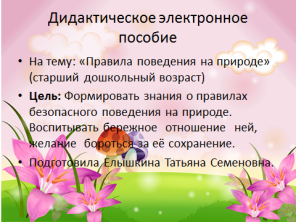 Дидактическое электронное
пособие
• На тему: «Правила поведения на природе»
(старший дошкольный возраст)
• Цель: Формировать знания о правилах
безопасного поведения на природе.
Воспитывать бережное отношение ней,
желание бороться за её сохранение.
• Подготовила Елышкина Татьяна Семеновна.